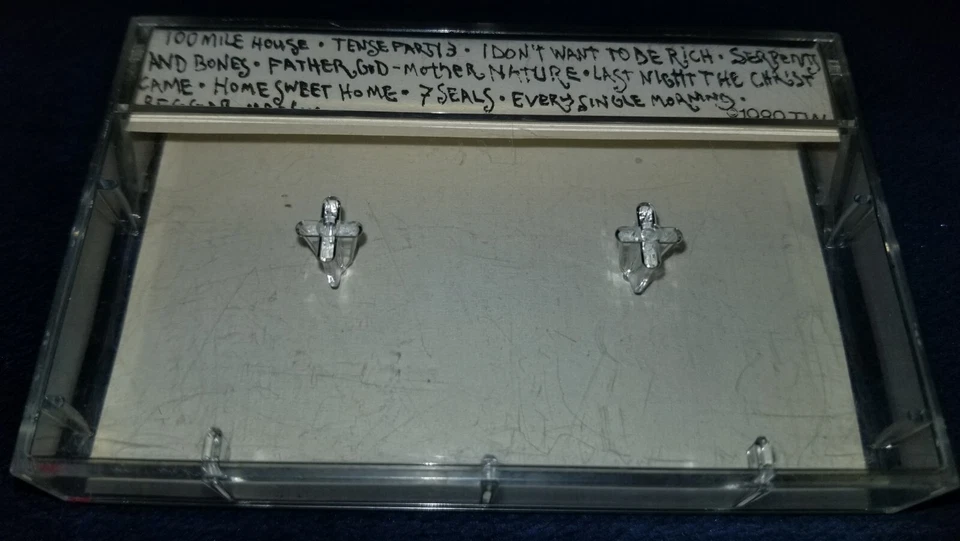 100 MILE HOUSE • TENSE PARTY 3 • I DON'T WANT TO BE RICH • SERPENTS
AND BONES • FATHER GOD - MOTHER NATURE • LAST NIGHT THE CHRIST
CAME • HOME SWEET HOME • 7 SEALS • EVERY SINGLE MORNING •
BEGGAR